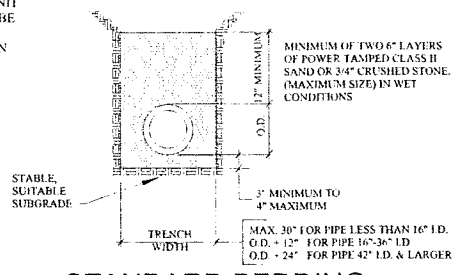 BE
MINIMUM OF TWO 6" LAYERS
OF POWER TAMPED CLASS II
SAND OR 3/4" CRUSHED STONE.
(MAXIMUM SIZE) IN WET
CONDITIONS
12" MINIMUM
O.D.
STABLE,
SUITABLE
SUBGRADE
3" MINIMUM TO
4" MAXIMUM
TRENCH
WIDTH
MAX. 30" FOR PIPE LESS THAN 16" I.D.
O.D. + 12" FOR PIPE 16"-36" I.D
O.D. + 24" FOR PIPE 42" I.D. & LARGER